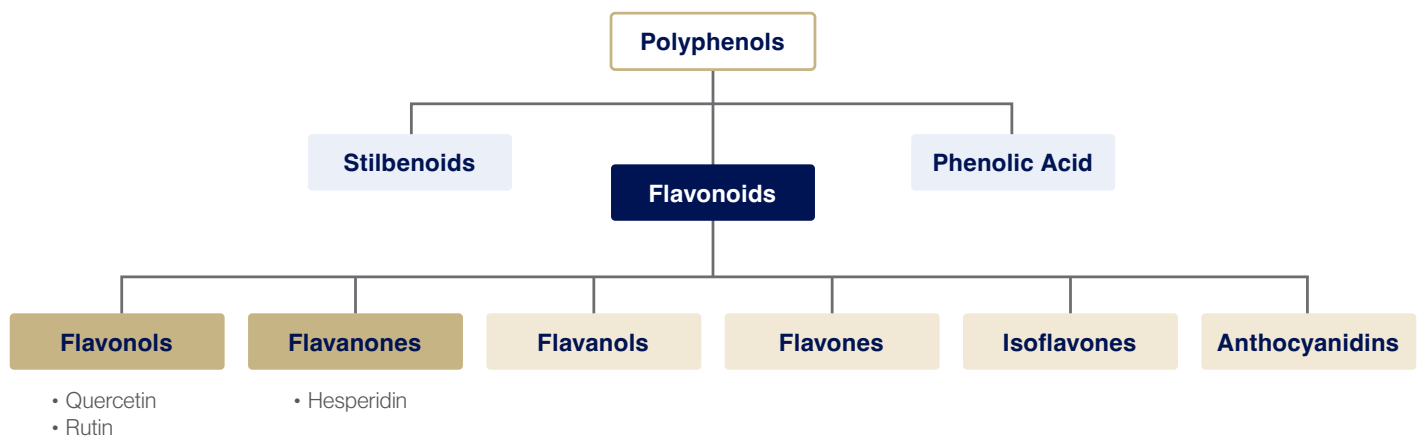 Polyphenols
Stilbenoids
Phenolic Acid
Flavonoids
Flavonols
Flavanones
Flavanols
Flavones
Isoflavones
Anthocyanidins
• Quercetin
• Rutin
• Hesperidin